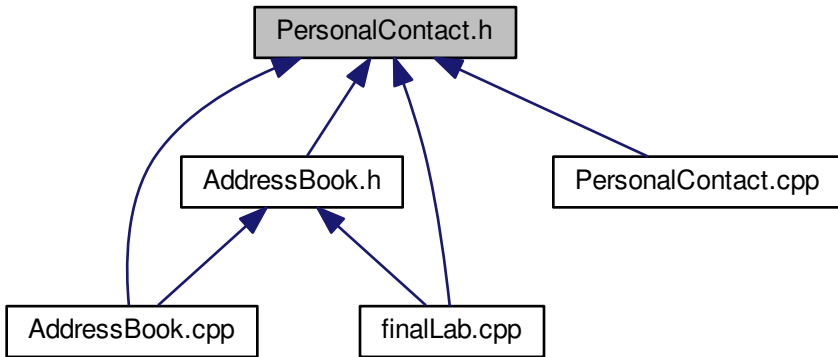 PersonalContact.h
AddressBook.h
PersonalContact.cpp
AddressBook.cpp
finalLab.cpp